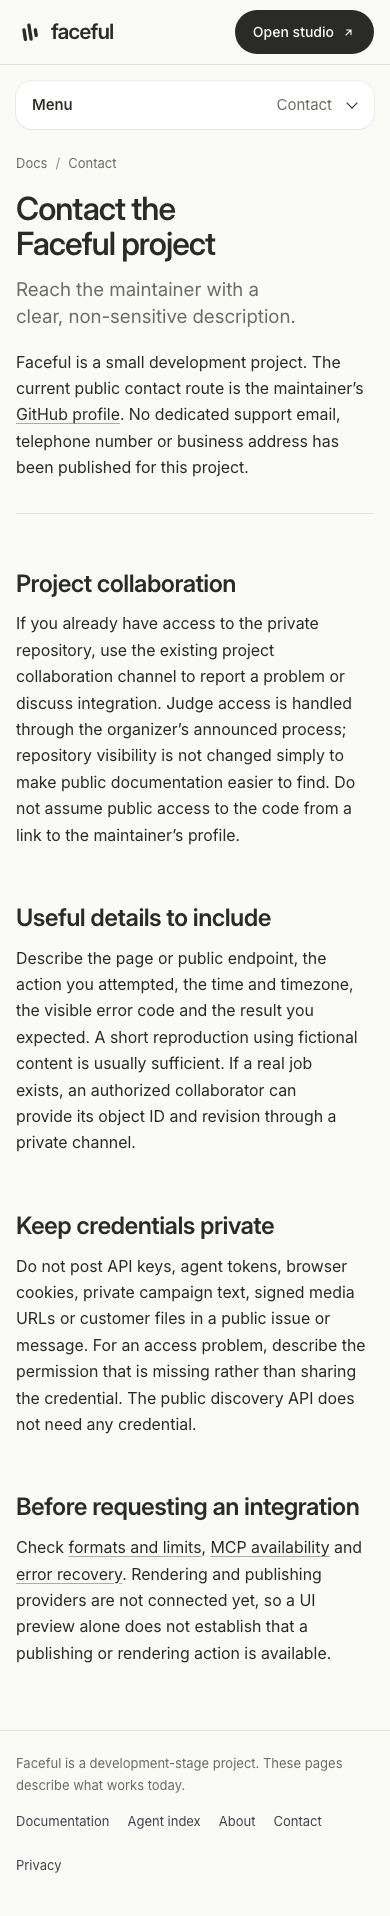 faceful
Open studio
Menu
Contact
Docs / Contact
Contact the
Faceful project
Reach the maintainer with a
clear, non-sensitive description.
Faceful is a small development project. The
current public contact route is the maintainer’s
GitHub profile. No dedicated support email,
telephone number or business address has
been published for this project.
Project collaboration
If you already have access to the private
repository, use the existing project
collaboration channel to report a problem or
discuss integration. Judge access is handled
through the organizer’s announced process;
repository visibility is not changed simply to
make public documentation easier to find. Do
not assume public access to the code from a
link to the maintainer’s profile.
Useful details to include
Describe the page or public endpoint, the
action you attempted, the time and timezone,
the visible error code and the result you
expected. A short reproduction using fictional
content is usually sufficient. If a real job
exists, an authorized collaborator can
provide its object ID and revision through a
private channel.
Keep credentials private
Do not post API keys, agent tokens, browser
cookies, private campaign text, signed media
URLs or customer files in a public issue or
message. For an access problem, describe the
permission that is missing rather than sharing
the credential. The public discovery API does
not need any credential.
Before requesting an integration
Check formats and limits, MCP availability and
error recovery. Rendering and publishing
providers are not connected yet, so a UI
preview alone does not establish that a
publishing or rendering action is available.
Faceful is a development-stage project. These pages
describe what works today.
Documentation Agent index About Contact
Privacy